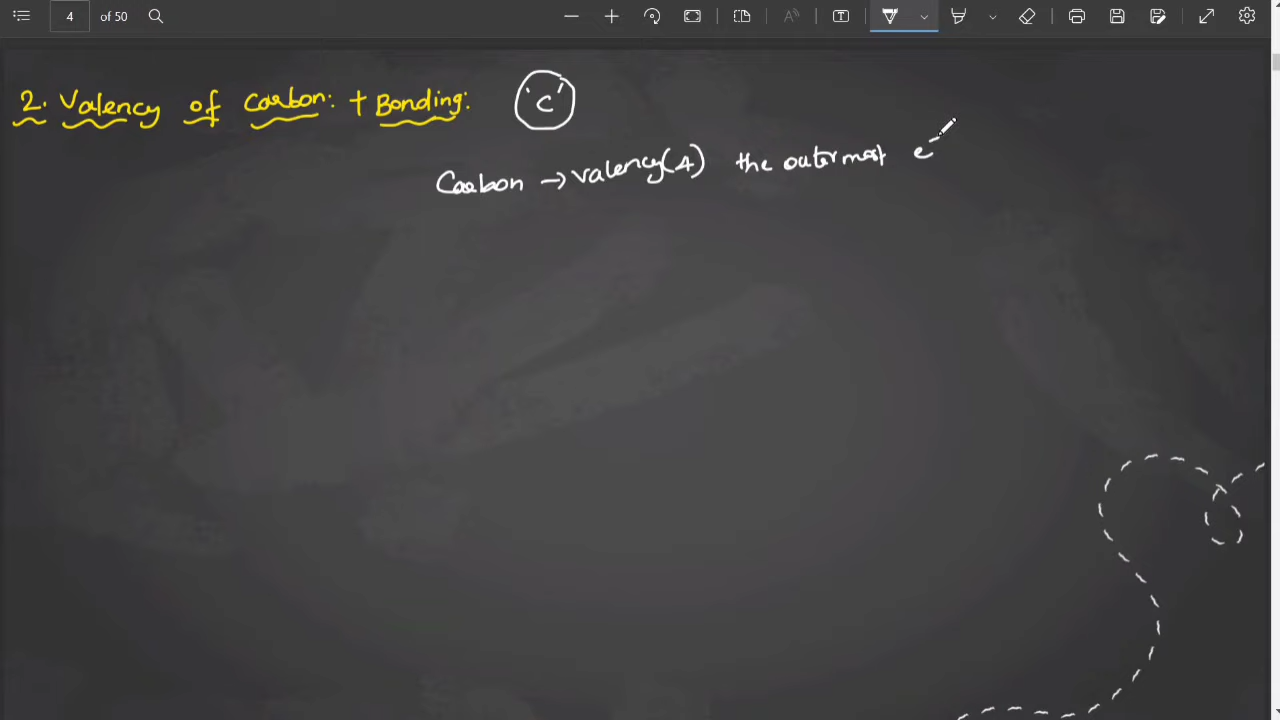 4 of 50
2. Valency of Carbon: + Bonding: 'C'
Carbon → valency(4) the outermost e⁻